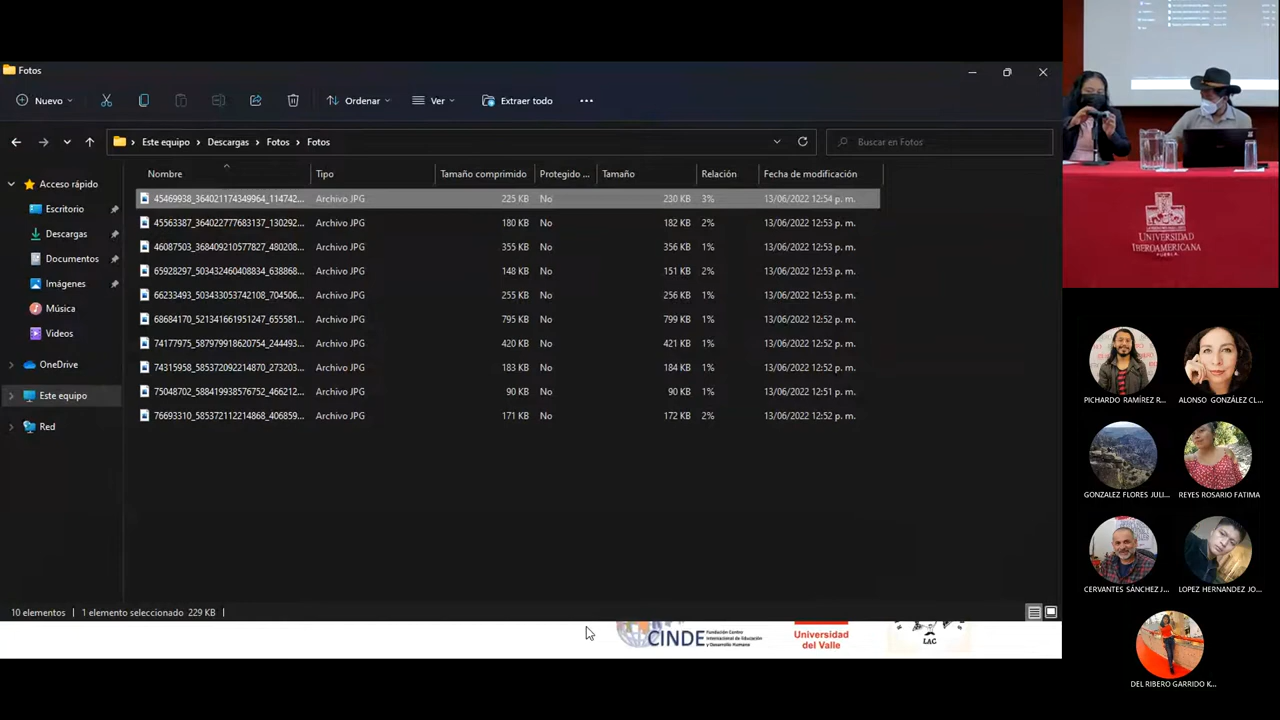 Fotos
Nuevo
Ordenar
Ver
Extraer todo
Este equipo > Descargas > Fotos > Fotos
Buscar en Fotos
Nombre Tipo Tamaño comprimido Protegido ... Tamaño Relación Fecha de modificación
Acceso rápido
Escritorio
Descargas
Documentos
Imágenes
Música
Videos
OneDrive
Este equipo
Red
45469938_364021174349964_114742... Archivo JPG 225 KB No 230 KB 3% 13/06/2022 12:54 p. m.
45563387_364022777683137_130292... Archivo JPG 180 KB No 182 KB 2% 13/06/2022 12:53 p. m.
46087503_368409210577827_480208... Archivo JPG 355 KB No 356 KB 1% 13/06/2022 12:53 p. m.
65928297_503432460408834_638868... Archivo JPG 148 KB No 151 KB 2% 13/06/2022 12:53 p. m.
66233493_503433053742108_704506... Archivo JPG 255 KB No 256 KB 1% 13/06/2022 12:53 p. m.
68684170_521341661951247_655581... Archivo JPG 795 KB No 799 KB 1% 13/06/2022 12:52 p. m.
74177975_587979918620754_244493... Archivo JPG 420 KB No 421 KB 1% 13/06/2022 12:52 p. m.
74315958_585372092214870_273203... Archivo JPG 183 KB No 184 KB 1% 13/06/2022 12:52 p. m.
75048702_588419938576752_466212... Archivo JPG 90 KB No 90 KB 1% 13/06/2022 12:51 p. m.
76693310_585372112214868_406859... Archivo JPG 171 KB No 172 KB 2% 13/06/2022 12:52 p. m.
10 elementos | 1 elemento seleccionado 229 KB |
CINDE
Fundación Centro
Internacional de Educación
y Desarrollo Humano
Universidad
del Valle
LAC
UNIVERSIDAD
IBEROAMERICANA
PUEBLA
PICHARDO RAMÍREZ R...
ALONSO GONZÁLEZ CL...
GONZALEZ FLORES JULI...
REYES ROSARIO FATIMA
CERVANTES SÁNCHEZ J...
LOPEZ HERNANDEZ JO...
DEL RIBERO GARRIDO K...